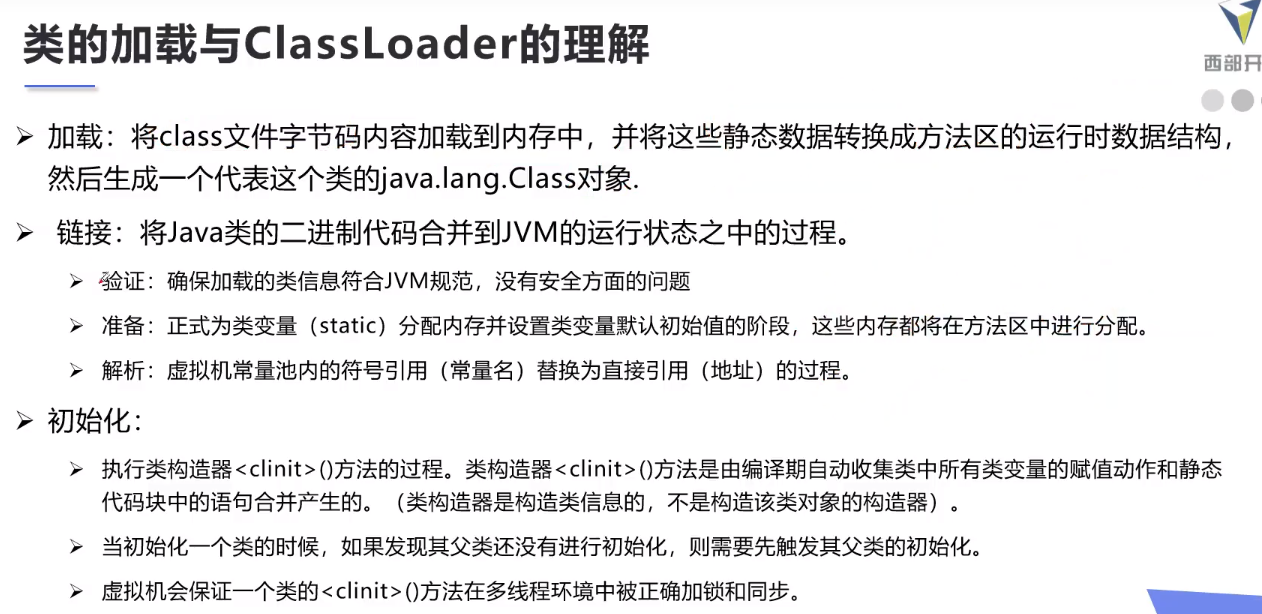 类的加载与ClassLoader的理解
西部开
加载：将class文件字节码内容加载到内存中，并将这些静态数据转换成方法区的运行时数据结构，
然后生成一个代表这个类的java.lang.Class对象.
链接：将Java类的二进制代码合并到JVM的运行状态之中的过程。
验证：确保加载的类信息符合JVM规范，没有安全方面的问题
准备：正式为类变量（static）分配内存并设置类变量默认初始值的阶段，这些内存都将在方法区中进行分配。
解析：虚拟机常量池内的符号引用（常量名）替换为直接引用（地址）的过程。
初始化：
执行类构造器<clinit>()方法的过程。类构造器<clinit>()方法是由编译期自动收集类中所有类变量的赋值动作和静态
代码块中的语句合并产生的。（类构造器是构造类信息的，不是构造该类对象的构造器）。
当初始化一个类的时候，如果发现其父类还没有进行初始化，则需要先触发其父类的初始化。
虚拟机会保证一个类的<clinit>()方法在多线程环境中被正确加锁和同步。